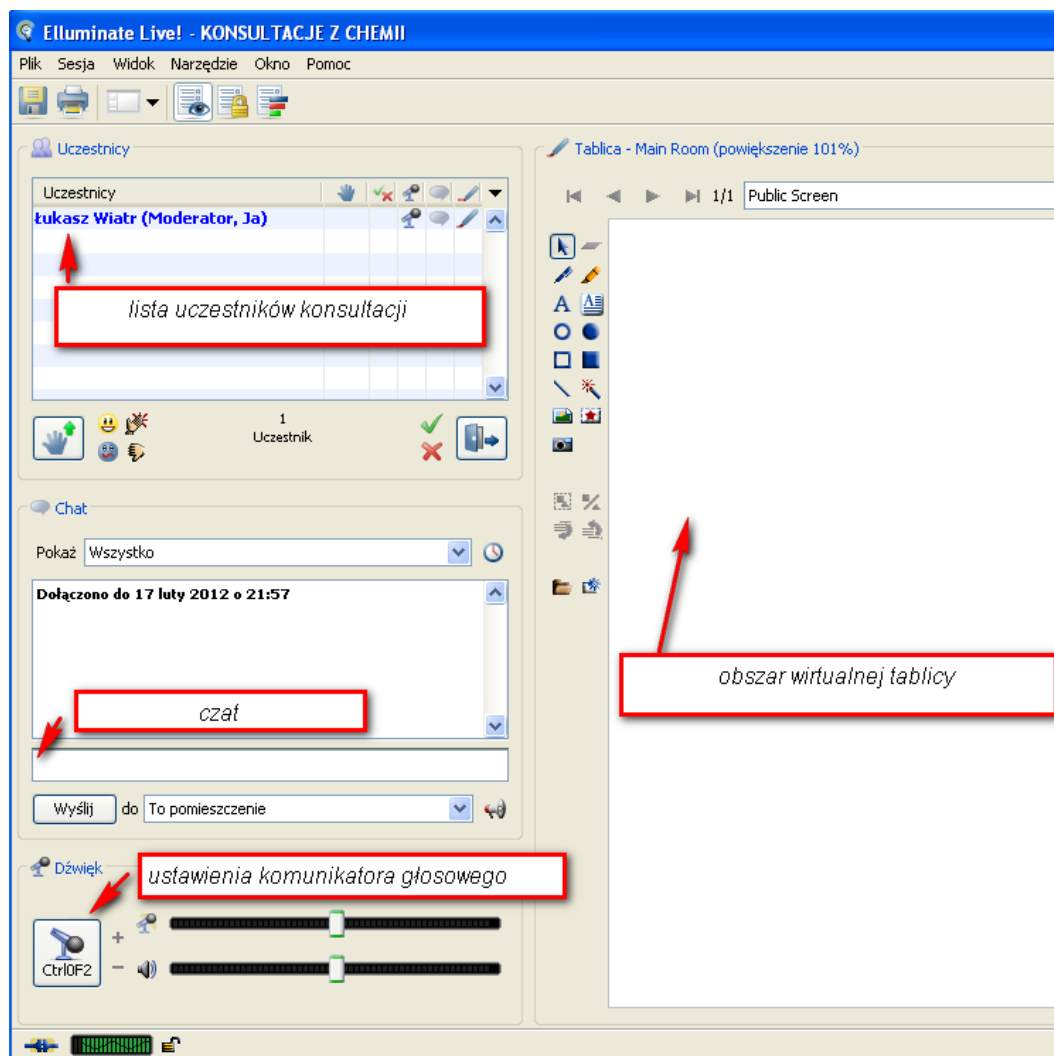 Elluminate Live! - KONSULTACJE Z CHEMII
Plik Sesja Widok Narzędzie Okno Pomoc
Uczestnicy
Uczestnicy
Łukasz Wiatr (Moderator, Ja)
lista uczestników konsultacji
1
Uczestnik
Chat
Pokaż Wszystko
Dołączono do 17 luty 2012 o 21:57
czat
Wyślij do To pomieszczenie
Dźwięk
ustawienia komunikatora głosowego
Ctrl0F2
Tablica - Main Room (powiększenie 101%)
1/1 Public Screen
A A
obszar wirtualnej tablicy